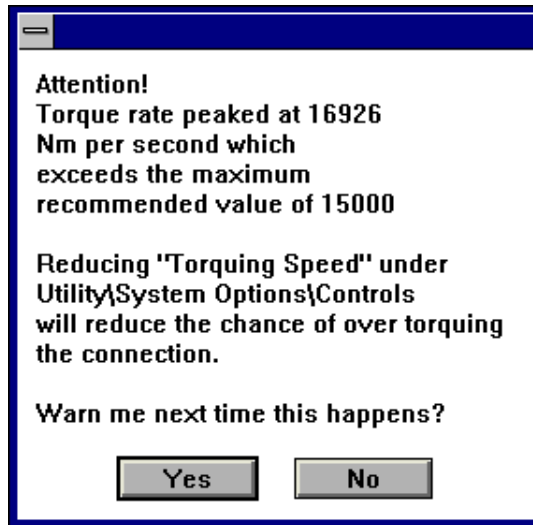 Attention!
Torque rate peaked at 16926
Nm per second which
exceeds the maximum
recommended value of 15000
Reducing "Torquing Speed" under
Utility\System Options\Controls
will reduce the chance of over torquing
the connection.
Warn me next time this happens?
Yes No